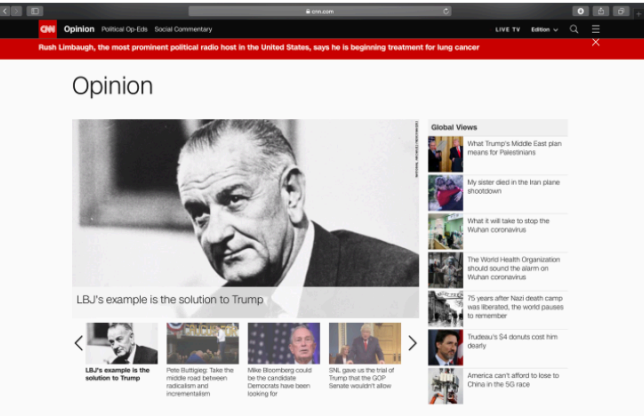 cnn.com
CNN Opinion Political Op-Eds Social Commentary
LIVE TV Edition
Rush Limbaugh, the most prominent political radio host in the United States, says he is beginning treatment for lung cancer
Opinion
LBJ's example is the solution to Trump
LBJ's example is the
solution to Trump
Pete Buttigieg: Take the
middle road between
radicalism and
incrementalism
Mike Bloomberg could
be the candidate
Democrats have been
looking for
SNL gave us the trial of
Trump that the GOP
Senate wouldn't allow
Global Views
What Trump's Middle East plan
means for Palestinians
My sister died in the Iran plane
shootdown
What it will take to stop the
Wuhan coronavirus
The World Health Organization
should sound the alarm on
Wuhan coronavirus
75 years after Nazi death camp
was liberated, the world pauses
to remember
Trudeau's $4 donuts cost him
dearly
America can't afford to lose to
China in the 5G race